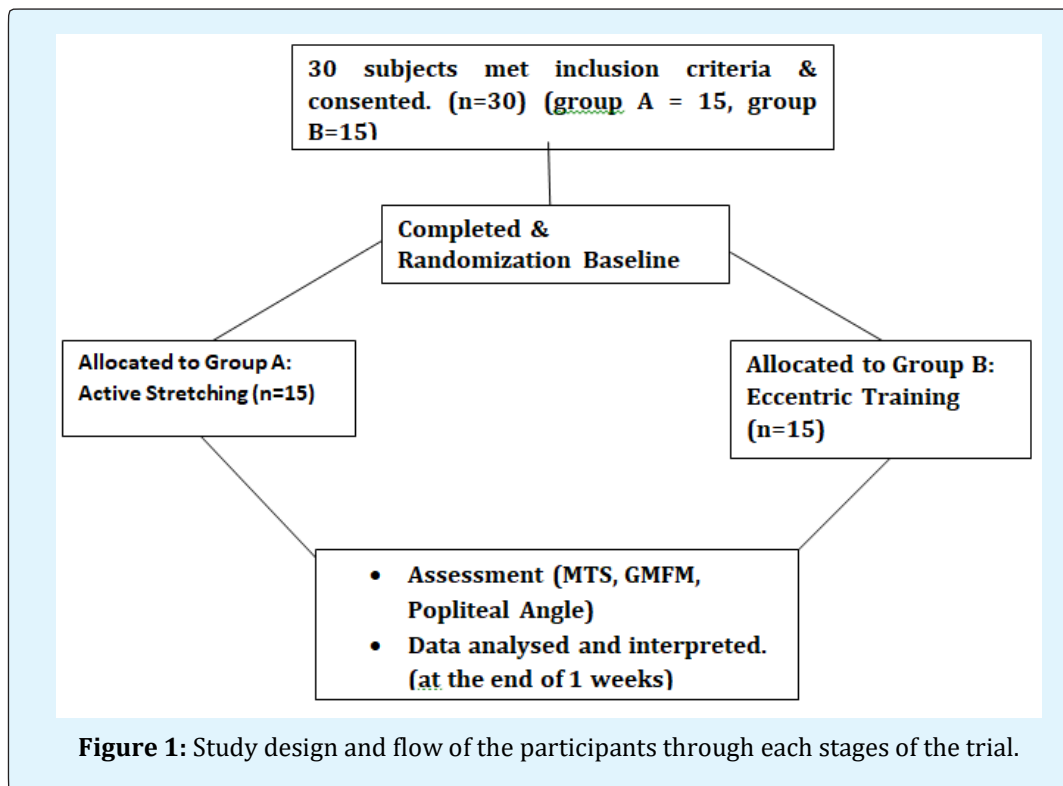 30 subjects met inclusion criteria &
consented. (n=30) (group A = 15, group
B=15)
Completed &
Randomization Baseline
Allocated to Group A:
Active Stretching (n=15)
Allocated to Group B:
Eccentric Training
(n=15)
• Assessment (MTS, GMFM,
Popliteal Angle)
• Data analysed and interpreted.
(at the end of 1 weeks)
Figure 1: Study design and flow of the participants through each stages of the trial.